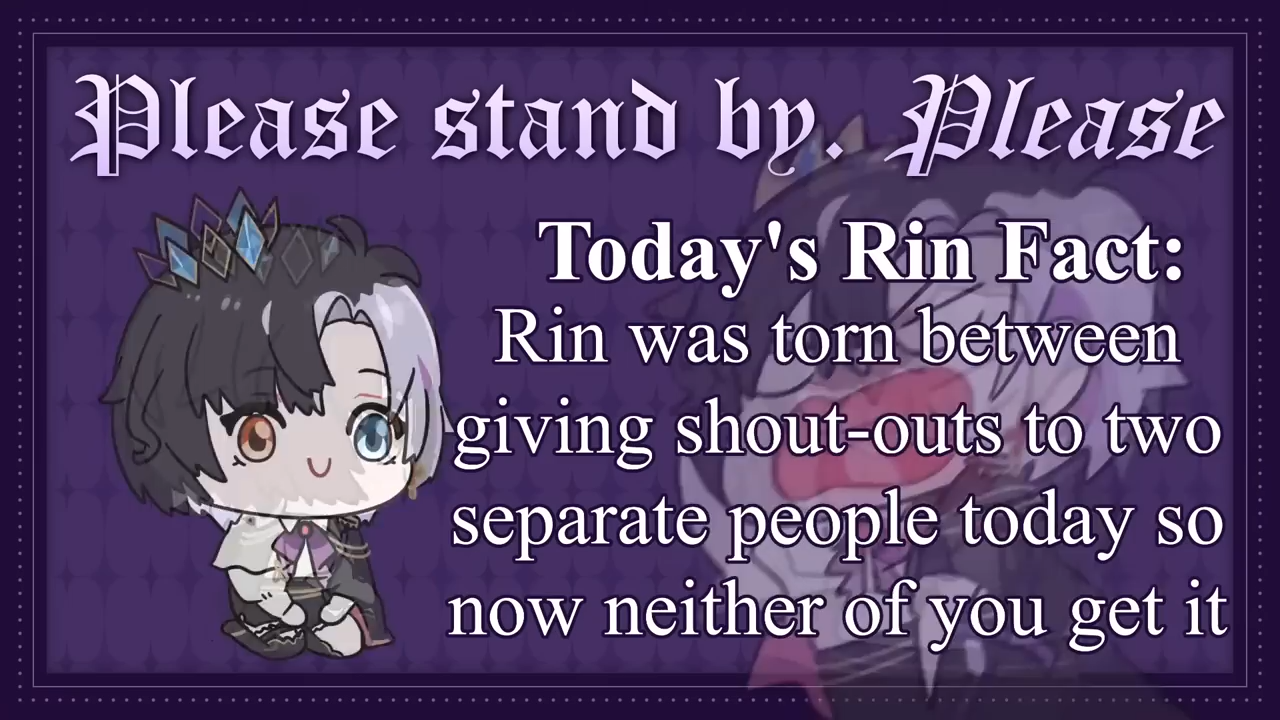 Please stand by. Please
Today's Rin Fact:
Rin was torn between
giving shout-outs to two
separate people today so
now neither of you get it